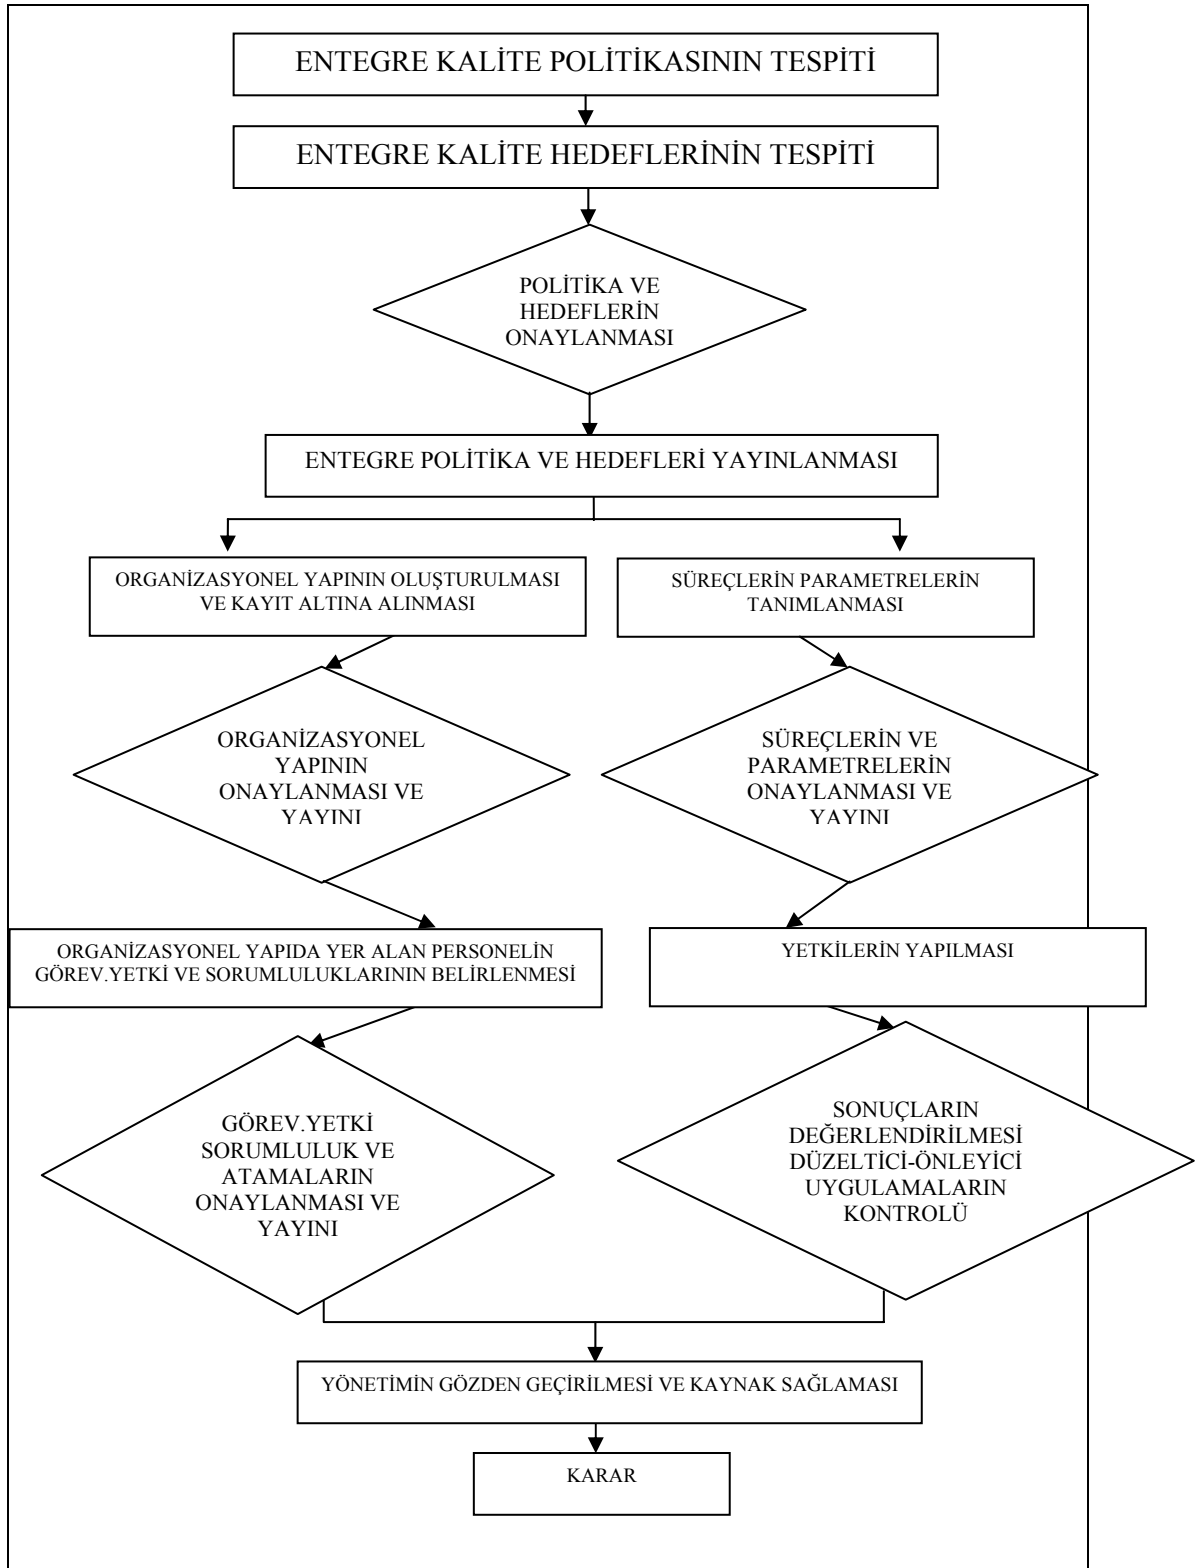 ENTEGRE KALİTE POLİTİKASININ TESPİTİ
ENTEGRE KALİTE HEDEFLERİNİN TESPİTİ
POLİTİKA VE
HEDEFLERİN
ONAYLANMASI
ENTEGRE POLİTİKA VE HEDEFLERİ YAYINLANMASI
ORGANİZASYONEL YAPININ OLUŞTURULMASI
VE KAYIT ALTINA ALINMASI
SÜREÇLERİN PARAMETRELERİN
TANIMLANMASI
ORGANİZASYONEL
YAPININ
ONAYLANMASI VE
YAYINI
SÜREÇLERİN VE
PARAMETRELERİN
ONAYLANMASI VE
YAYINI
ORGANİZASYONEL YAPIDA YER ALAN PERSONELİN
GÖREV.YETKİ VE SORUMLULUKLARININ BELİRLENMESİ
YETKİLERİN YAPILMASI
GÖREV.YETKİ
SORUMLULUK VE
ATAMALARIN
ONAYLANMASI VE
YAYINI
SONUÇLARIN
DEĞERLENDİRİLMESİ
DÜZELTİCİ-ÖNLEYİCİ
UYGULAMALARIN
KONTROLÜ
YÖNETİMİN GÖZDEN GEÇİRİLMESİ VE KAYNAK SAĞLAMASI
KARAR